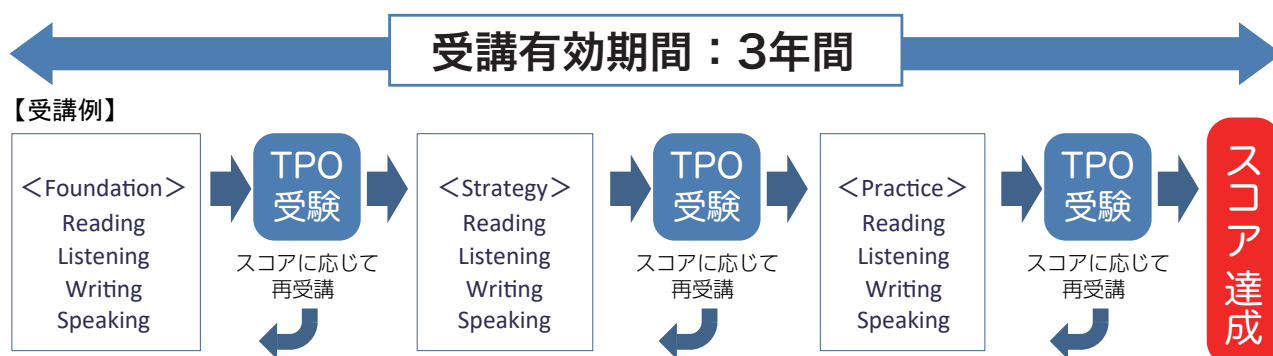 受講有効期間：3年間
【受講例】
＜Foundation＞
Reading
Listening
Writing
Speaking
TPO
受験
スコアに応じて
再受講
＜Strategy＞
Reading
Listening
Writing
Speaking
TPO
受験
スコアに応じて
再受講
＜Practice＞
Reading
Listening
Writing
Speaking
TPO
受験
スコアに応じて
再受講
スコア達成